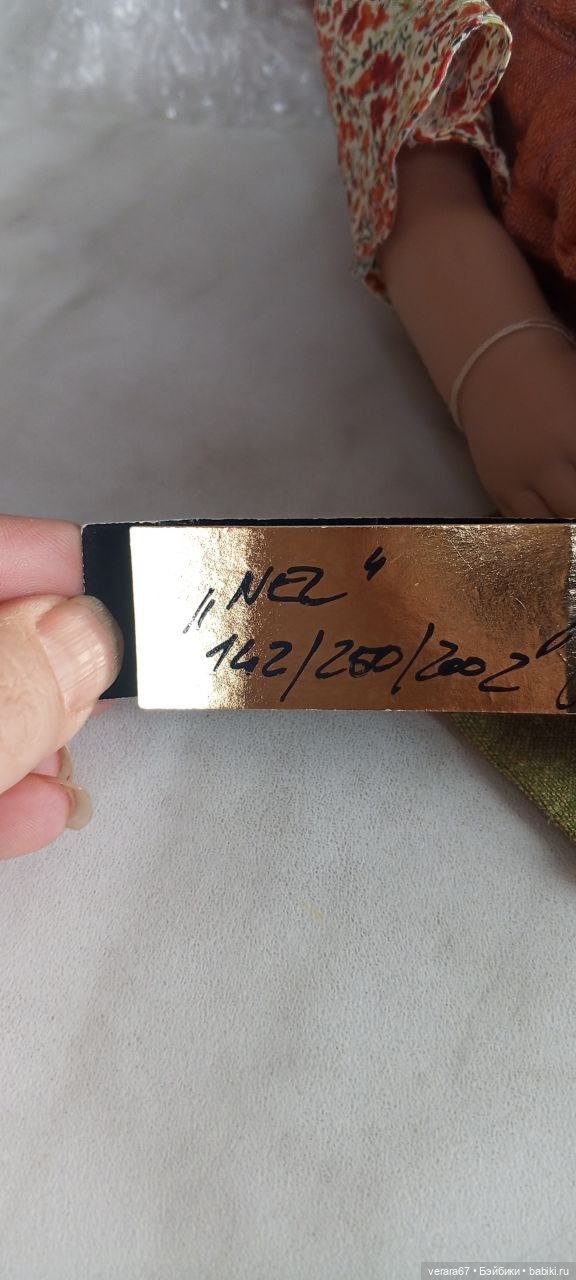 „NEL“
142/250/2002
verara67 • Бэйбики • babiki.ru